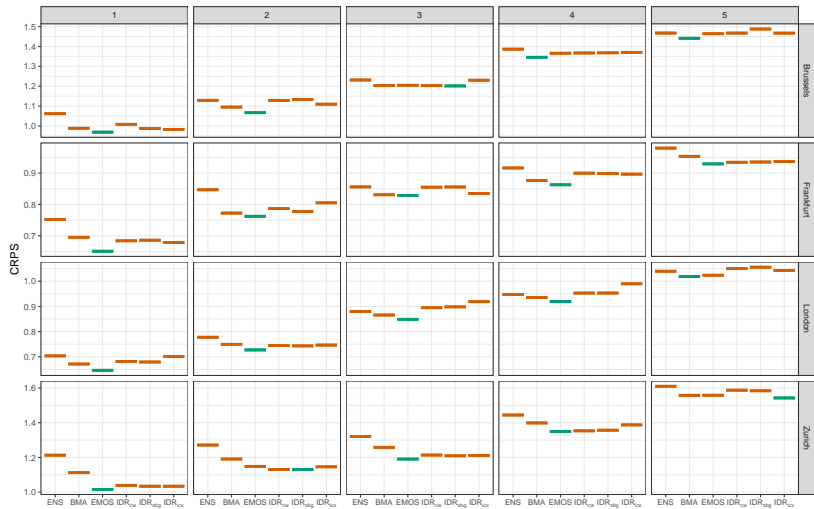 1 2 3 4 5
1.5
1.4
1.3
1.2
1.1
1.0
Brussels
0.9
0.8
0.7
Frankfurt
CRPS
1.0
0.9
0.8
0.7
London
1.6
1.4
1.2
1.0
Zurich
ENS BMA EMOS IDRcw IDRsbg IDRicx ENS BMA EMOS IDRcw IDRsbg IDRicx ENS BMA EMOS IDRcw IDRsbg IDRicx ENS BMA EMOS IDRcw IDRsbg IDRicx ENS BMA EMOS IDRcw IDRsbg IDRicx